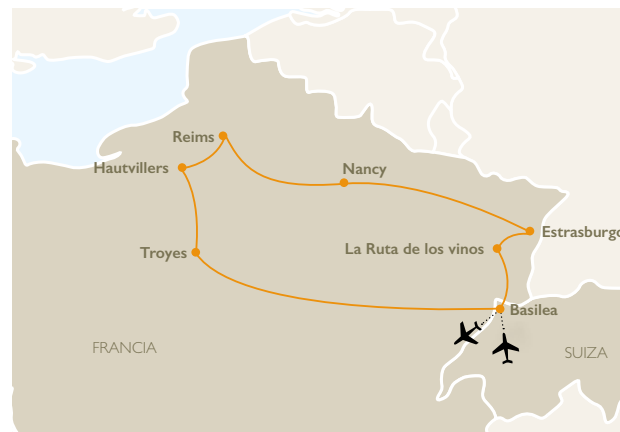 Reims
Hautvillers
Nancy
Estrasburgo
La Ruta de los vinos
Troyes
Basilea
FRANCIA
SUIZA